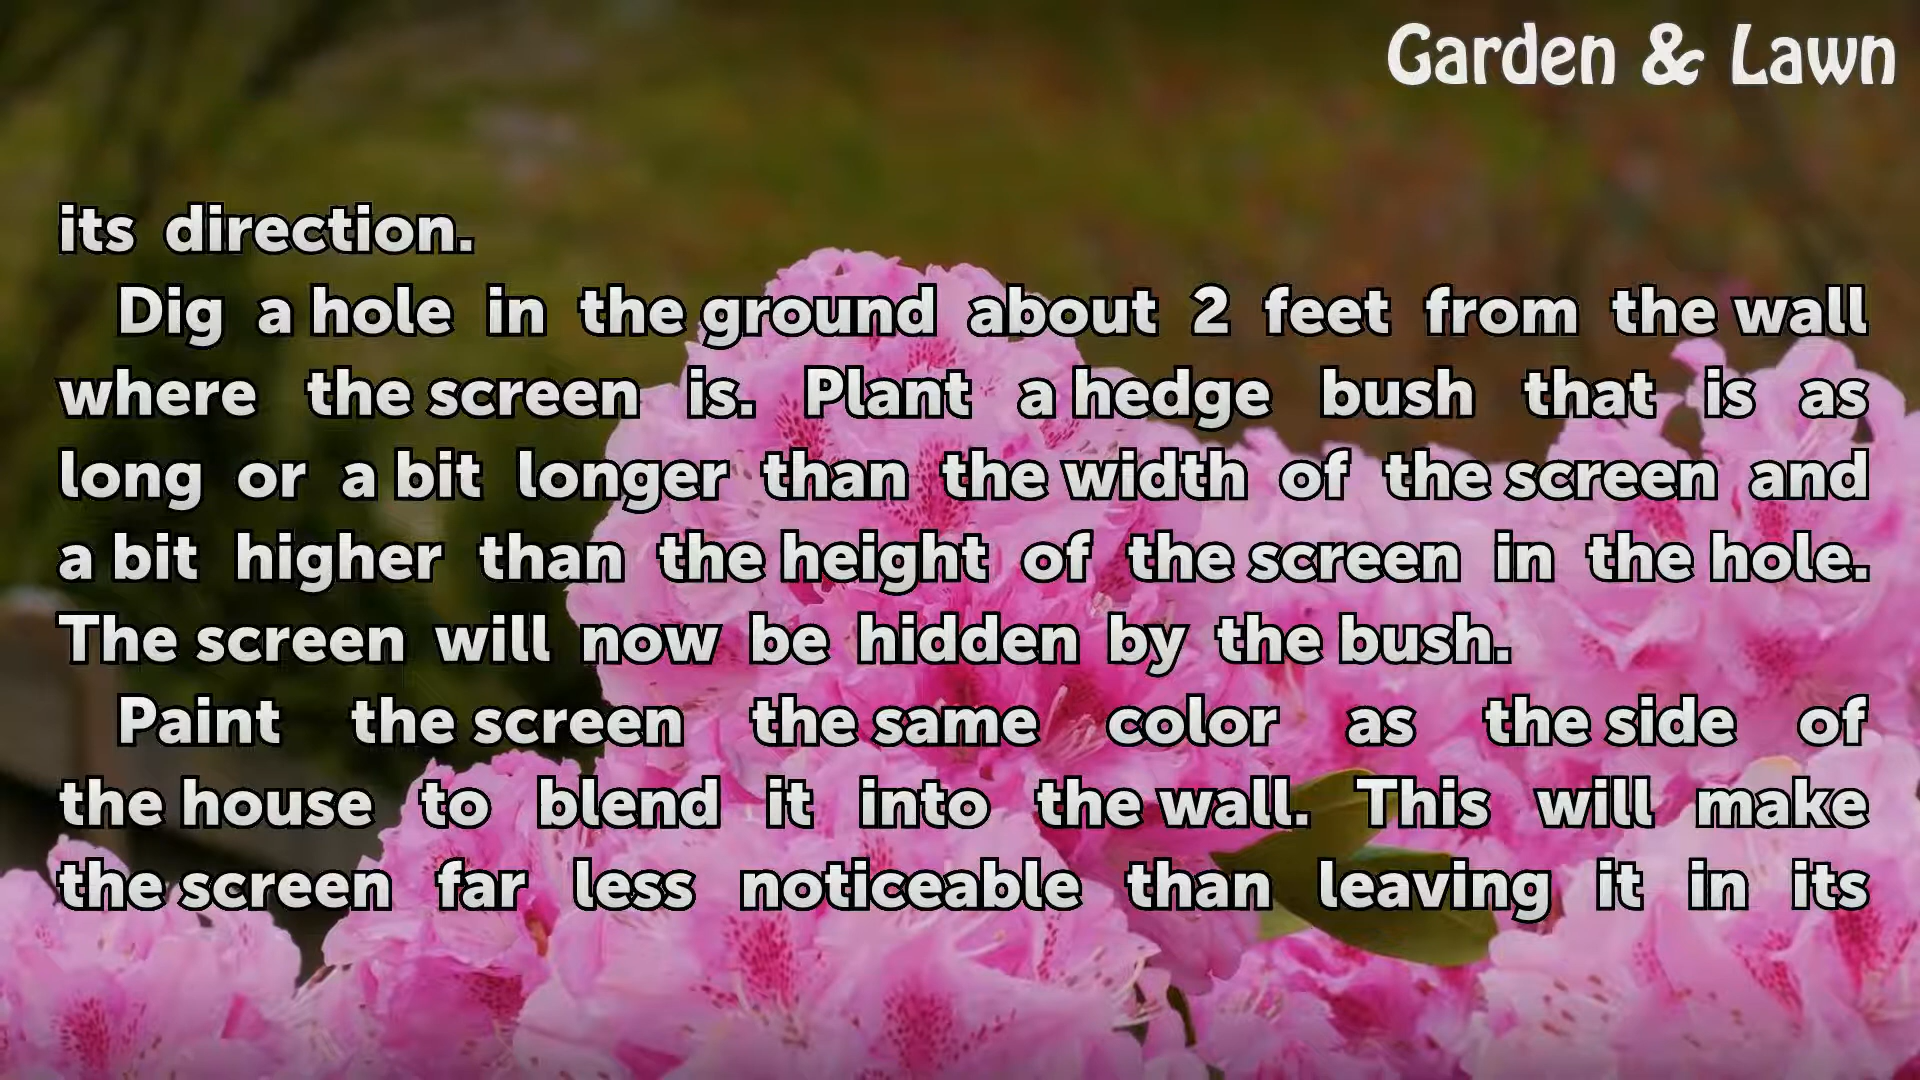 Garden & Lawn
its direction.
Dig a hole in the ground about 2 feet from the wall
where the screen is. Plant a hedge bush that is as
long or a bit longer than the width of the screen and
a bit higher than the height of the screen in the hole.
The screen will now be hidden by the bush.
Paint the screen the same color as the side of
the house to blend it into the wall. This will make
the screen far less noticeable than leaving it in its